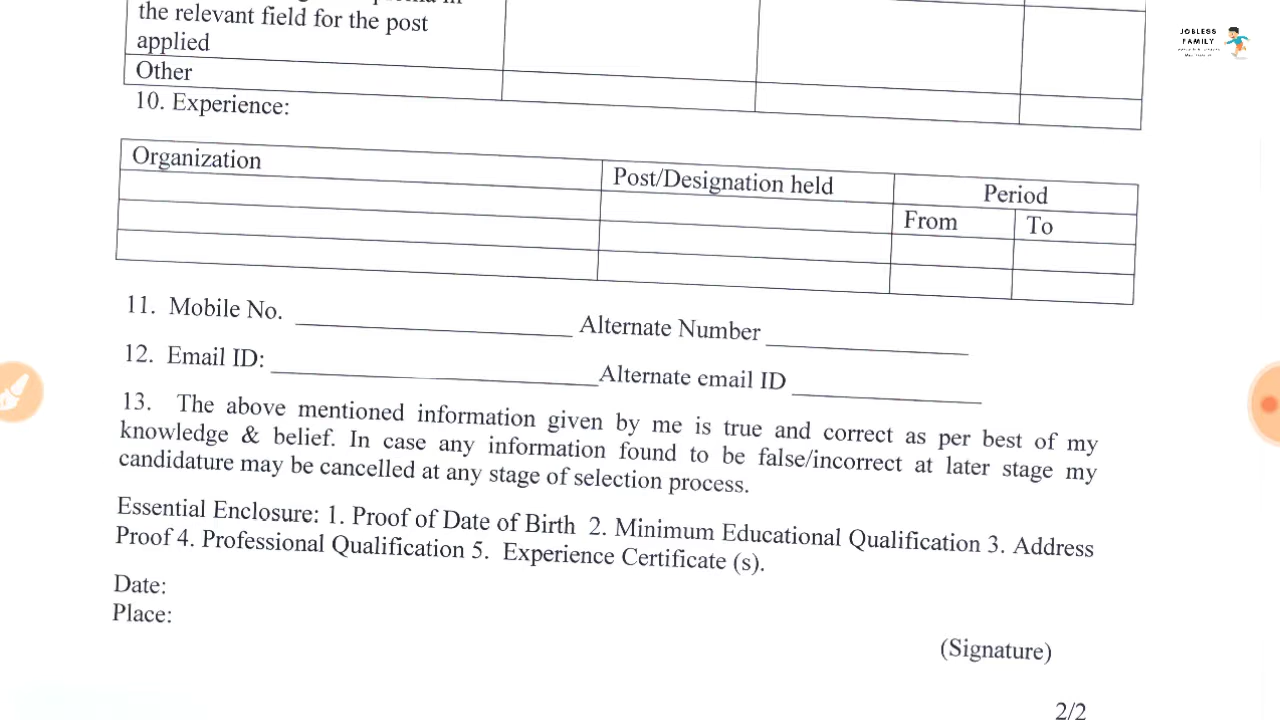 the relevant field for the post
applied
Other
10. Experience:
Organization
Post/Designation held
Period
From
To
11. Mobile No. ____________________ Alternate Number ______________
12. Email ID: ________________________Alternate email ID ______________
13. The above mentioned information given by me is true and correct as per best of my
knowledge & belief. In case any information found to be false/incorrect at later stage my
candidature may be cancelled at any stage of selection process.
Essential Enclosure: 1. Proof of Date of Birth 2. Minimum Educational Qualification 3. Address
Proof 4. Professional Qualification 5. Experience Certificate (s).
Date:
Place:
(Signature)
2/2
JOBLESS
FAMILY